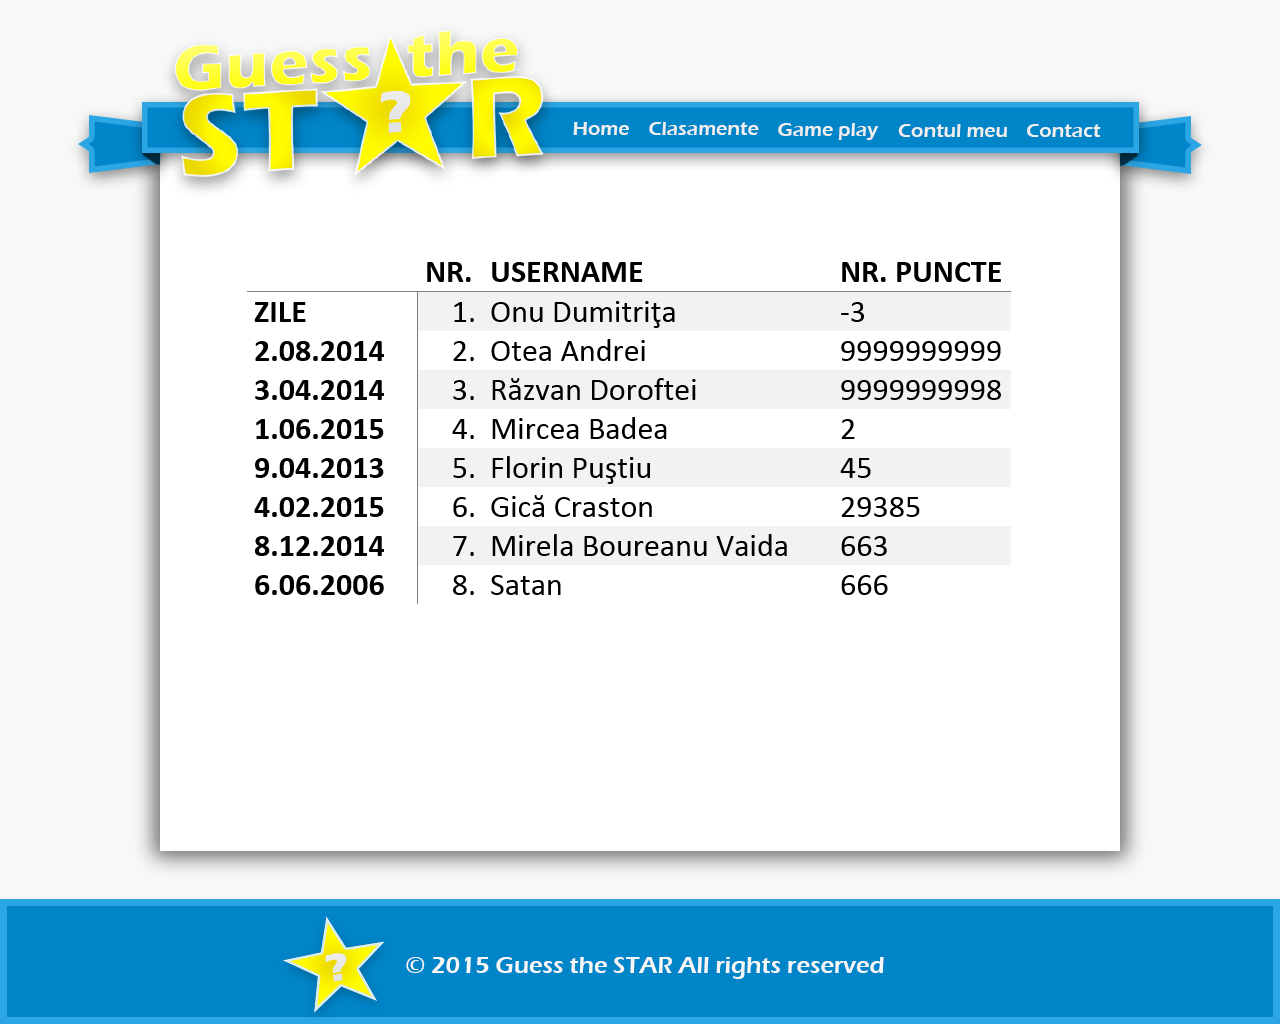 Guess the
ST?R
Home Clasamente Game play Contul meu Contact
NR. USERNAME NR. PUNCTE
ZILE 1. Onu Dumitriţa -3
2.08.2014 2. Otea Andrei 9999999999
3.04.2014 3. Răzvan Doroftei 9999999998
1.06.2015 4. Mircea Badea 2
9.04.2013 5. Florin Puştiu 45
4.02.2015 6. Gică Craston 29385
8.12.2014 7. Mirela Boureanu Vaida 663
6.06.2006 8. Satan 666
? © 2015 Guess the STAR All rights reserved